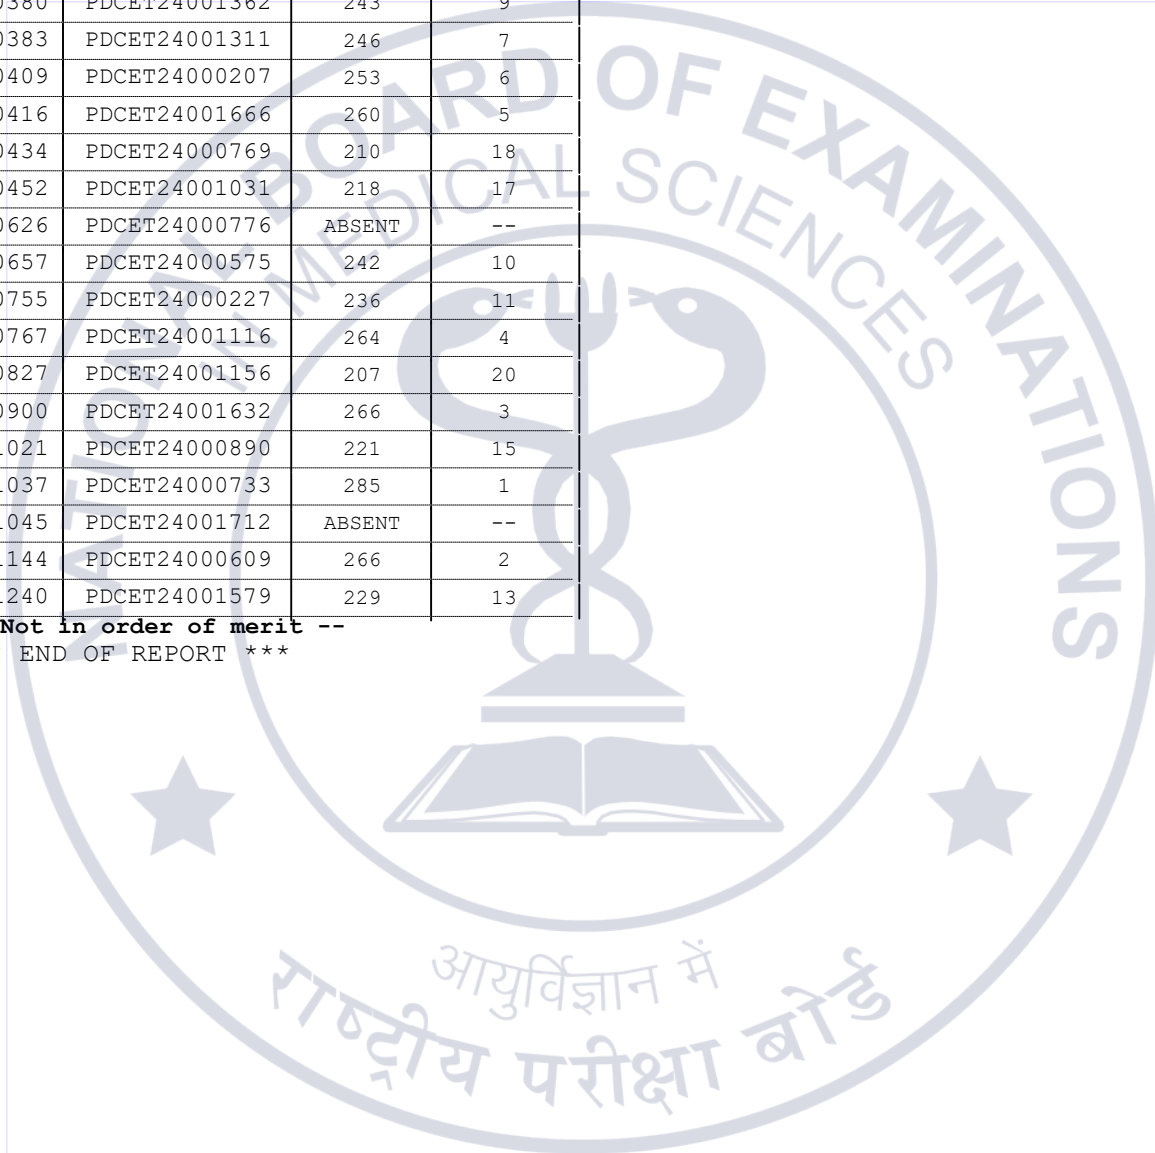 0380 PDCET24001362 243 9
0383 PDCET24001311 246 7
0409 PDCET24000207 253 6
0416 PDCET24001666 260 5
0434 PDCET24000769 210 18
0452 PDCET24001031 218 17
0626 PDCET24000776 ABSENT --
0657 PDCET24000575 242 10
0755 PDCET24000227 236 11
0767 PDCET24001116 264 4
0827 PDCET24001156 207 20
0900 PDCET24001632 266 3
1021 PDCET24000890 221 15
1037 PDCET24000733 285 1
1045 PDCET24001712 ABSENT --
1144 PDCET24000609 266 2
1240 PDCET24001579 229 13
Not in order of merit --
END OF REPORT ***
NATIONAL BOARD OF EXAMINATIONS
IN MEDICAL SCIENCES
आयुर्विज्ञान में
राष्ट्रीय परीक्षा बोर्ड